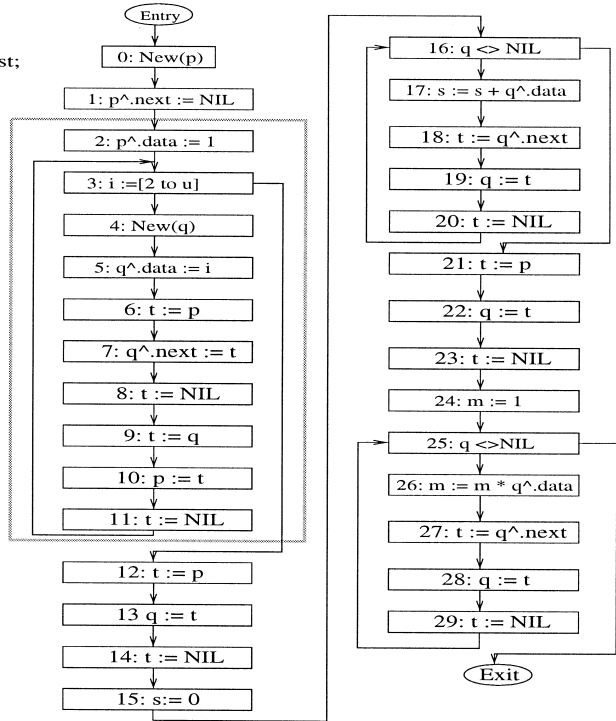 Entry
st;
0: New(p)
1: p^.next := NIL
2: p^.data := 1
3: i :=[2 to u]
4: New(q)
5: q^.data := i
6: t := p
7: q^.next := t
8: t := NIL
9: t := q
10: p := t
11: t := NIL
12: t := p
13 q := t
14: t := NIL
15: s:= 0
16: q <> NIL
17: s := s + q^.data
18: t := q^.next
19: q := t
20: t := NIL
21: t := p
22: q := t
23: t := NIL
24: m := 1
25: q <>NIL
26: m := m * q^.data
27: t := q^.next
28: q := t
29: t := NIL
Exit